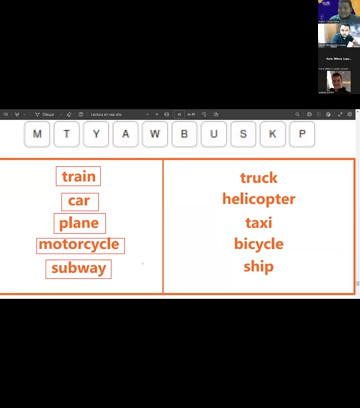 M T Y A W B U S K P
train
car
plane
motorcycle
subway
truck
helicopter
taxi
bicycle
ship